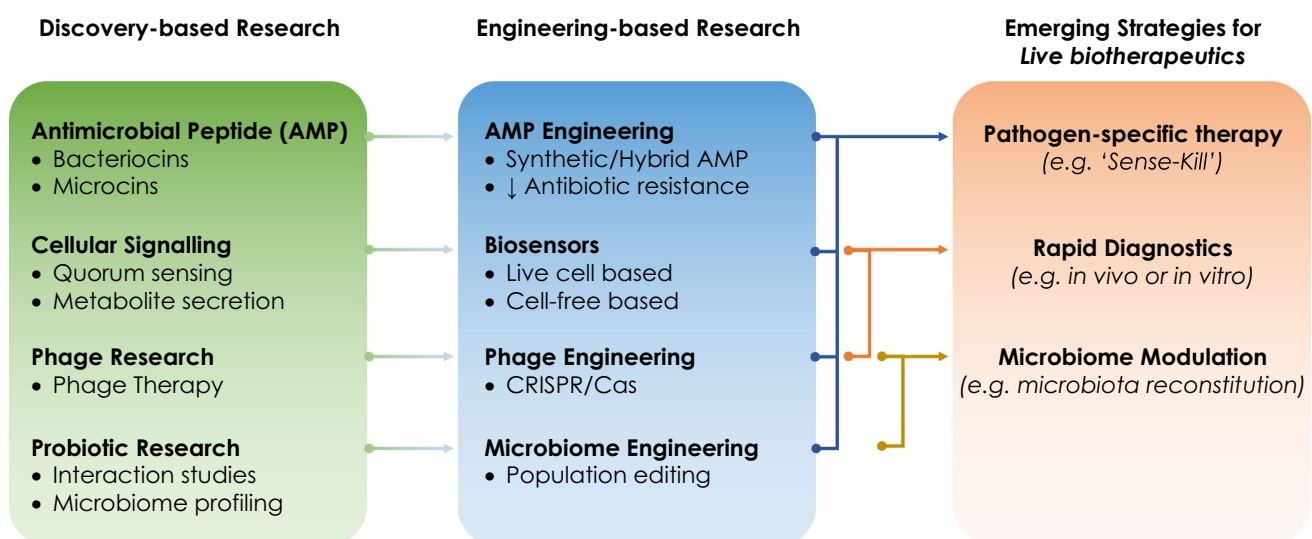 Discovery-based Research
Antimicrobial Peptide (AMP)
• Bacteriocins
• Microcins
Cellular Signalling
• Quorum sensing
• Metabolite secretion
Phage Research
• Phage Therapy
Probiotic Research
• Interaction studies
• Microbiome profiling
Engineering-based Research
AMP Engineering
• Synthetic/Hybrid AMP
• ↓ Antibiotic resistance
Biosensors
• Live cell based
• Cell-free based
Phage Engineering
• CRISPR/Cas
Microbiome Engineering
• Population editing
Emerging Strategies for
Live biotherapeutics
Pathogen-specific therapy
(e.g. ‘Sense-Kill’)
Rapid Diagnostics
(e.g. in vivo or in vitro)
Microbiome Modulation
(e.g. microbiota reconstitution)